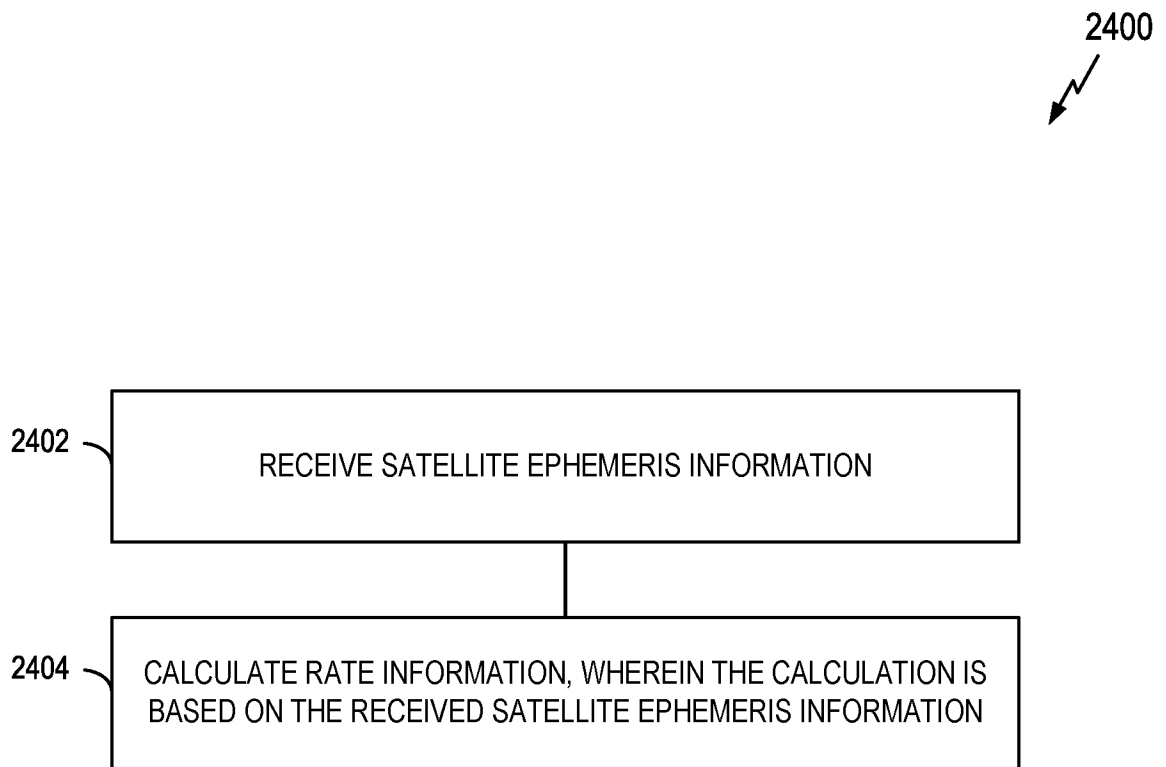 2400
2402
RECEIVE SATELLITE EPHEMERIS INFORMATION
2404
CALCULATE RATE INFORMATION, WHEREIN THE CALCULATION IS
BASED ON THE RECEIVED SATELLITE EPHEMERIS INFORMATION